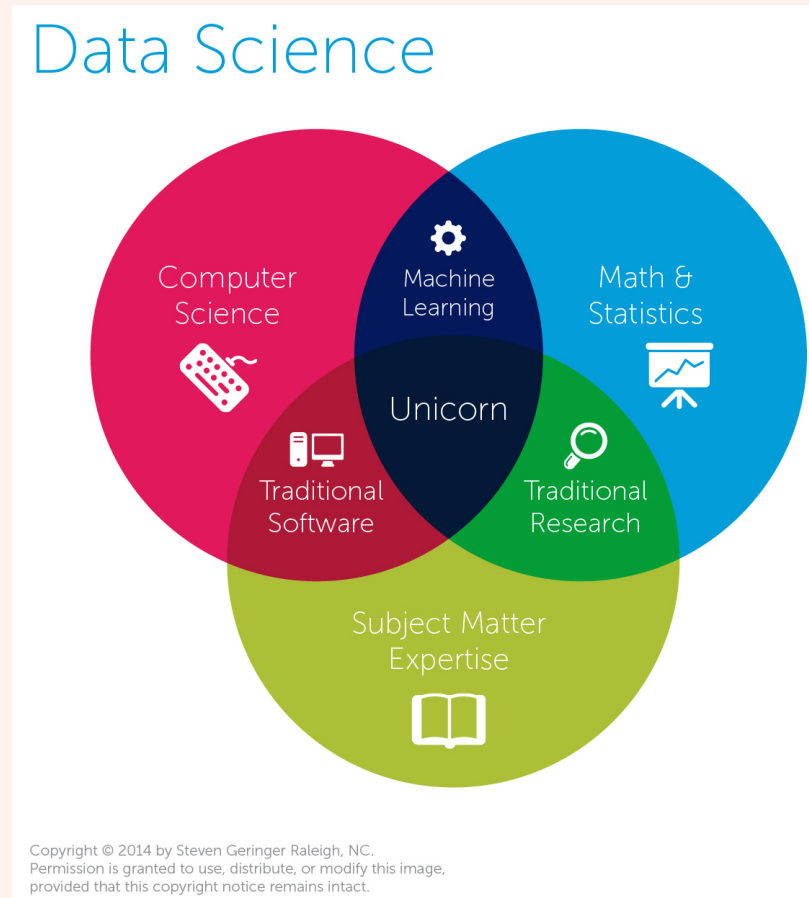 Data Science
Computer
Science
Machine
Learning
Math &
Statistics
Unicorn
Traditional
Software
Traditional
Research
Subject Matter
Expertise
Copyright © 2014 by Steven Geringer Raleigh, NC.
Permission is granted to use, distribute, or modify this image,
provided that this copyright notice remains intact.